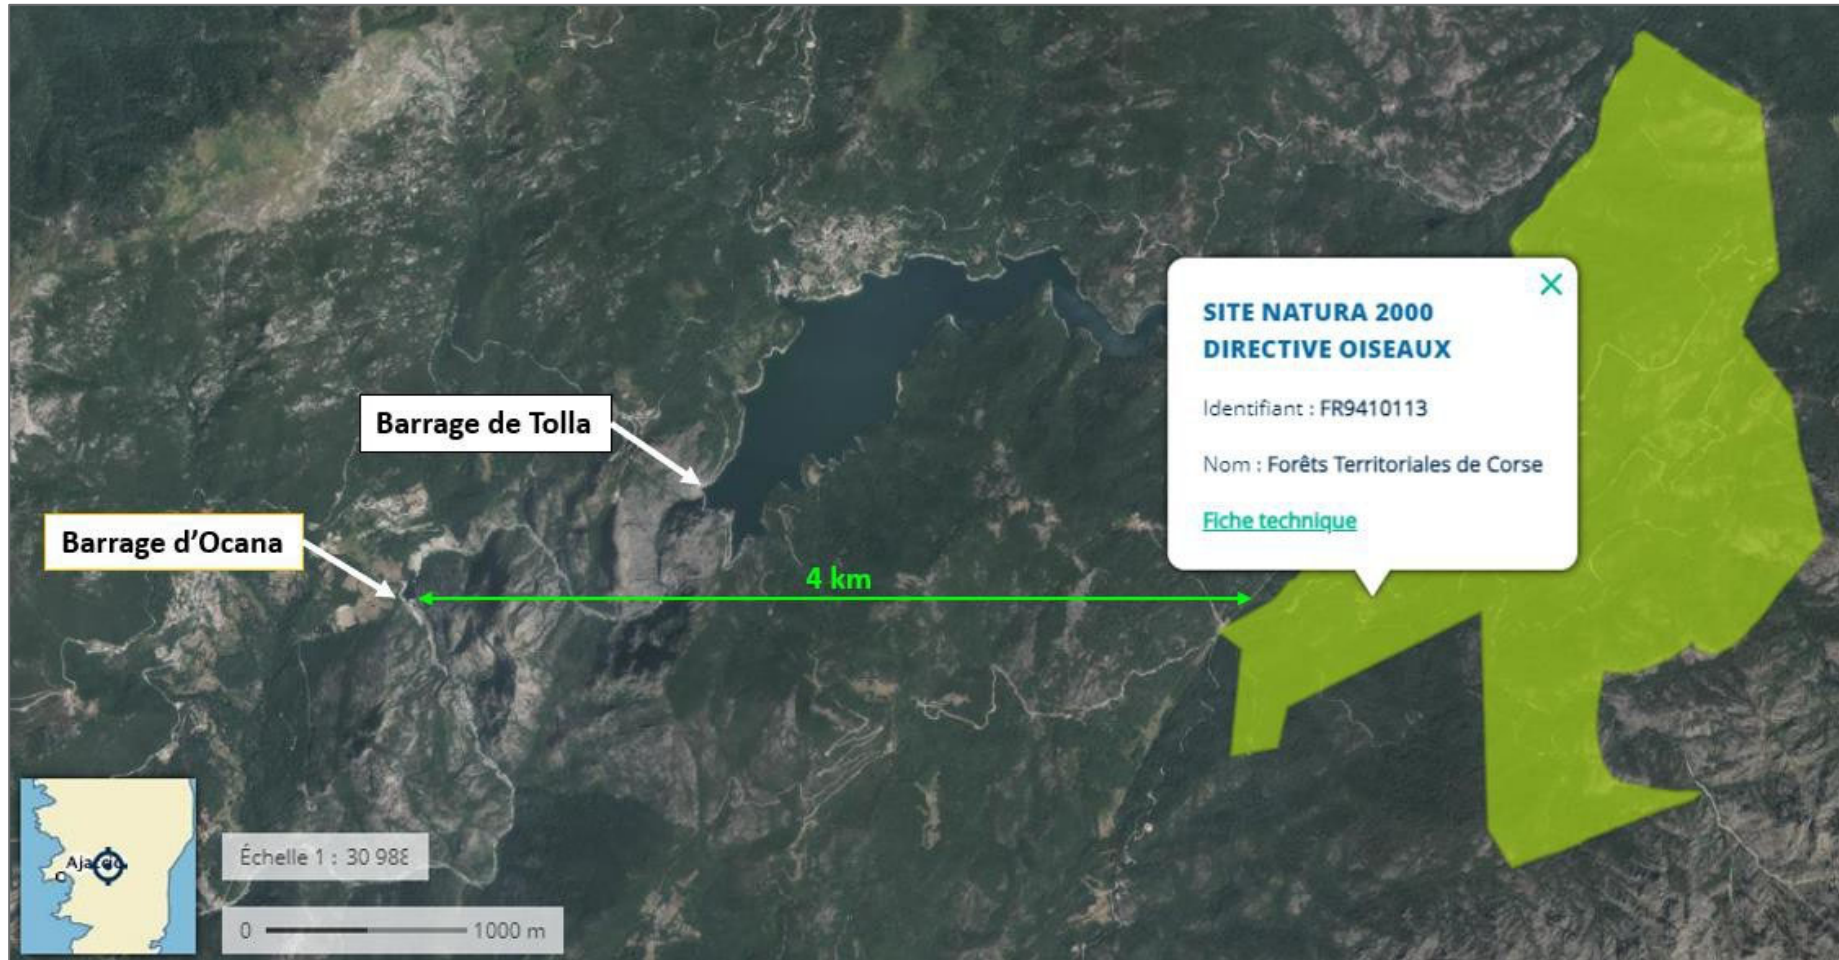 SITE NATURA 2000
DIRECTIVE OISEAUX
Identifiant : FR9410113
Nom : Forêts Territoriales de Corse
Fiche technique
Barrage de Tolla
Barrage d'Ocana
4 km
Ajaccio
Échelle 1 : 30 988
0 1000 m